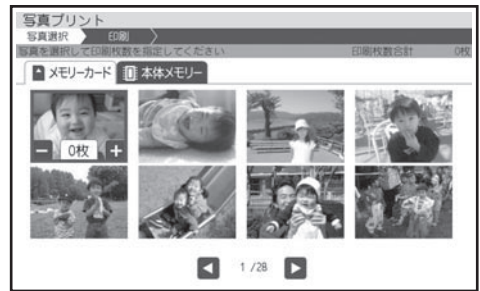 写真プリント
写真選択 印刷
写真を選択して印刷枚数を指定してください 印刷枚数合計 0枚
メモリーカード 本体メモリー
− 0枚 +
1 /28